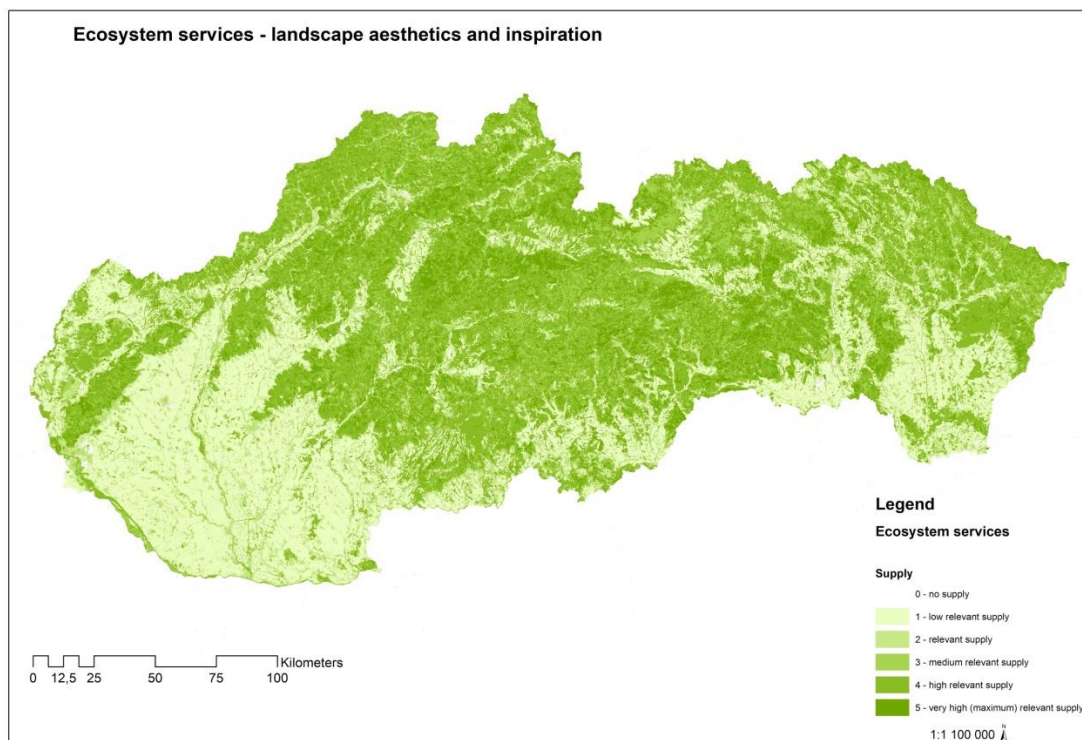 Ecosystem services - landscape aesthetics and inspiration
Legend
Ecosystem services
Supply
0 - no supply
1 - low relevant supply
2 - relevant supply
3 - medium relevant supply
4 - high relevant supply
5 - very high (maximum) relevant supply
Kilometers
0 12,5 25 50 75 100
1:1 100 000
N